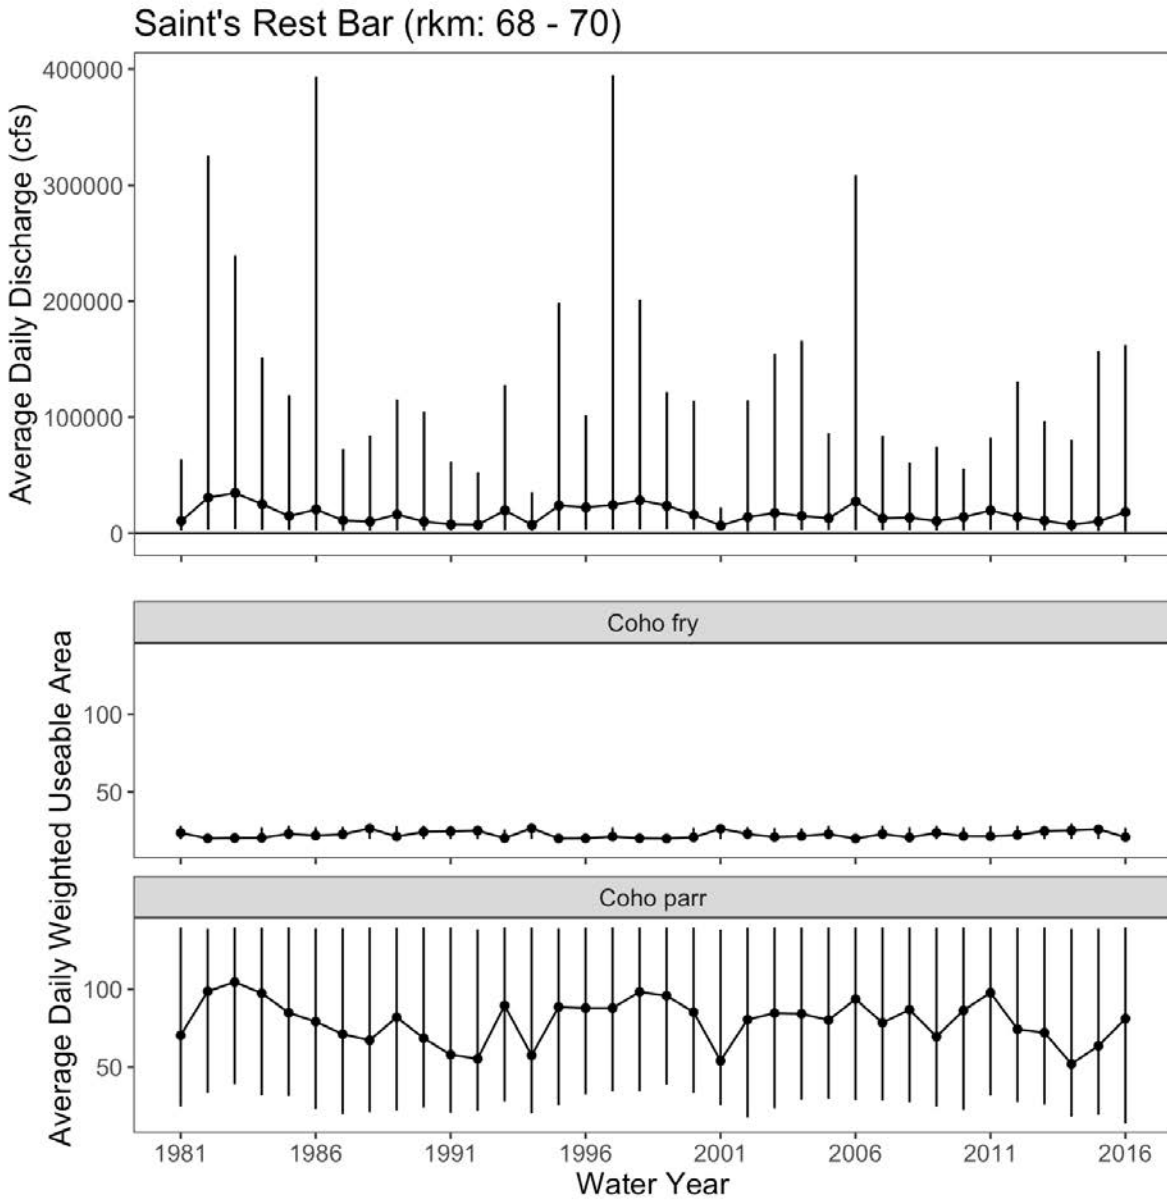 Saint's Rest Bar (rkm: 68 - 70)
Average Daily Discharge (cfs)
400000
300000
200000
100000
0
Average Daily Weighted Useable Area
Coho fry
100
50
Coho parr
100
50
1981 1986 1991 1996 2001 2006 2011 2016
Water Year